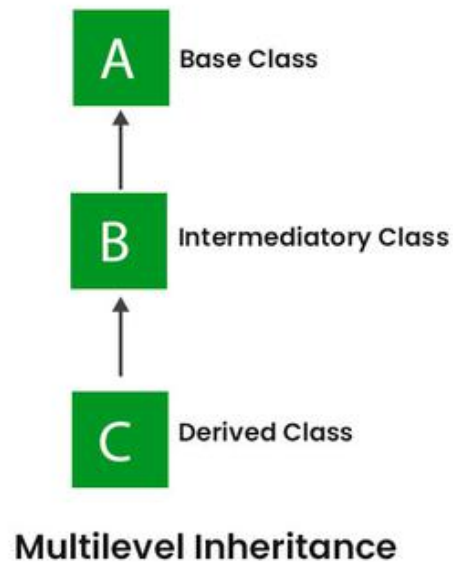 A Base Class
B Intermediatory Class
C Derived Class
Multilevel Inheritance